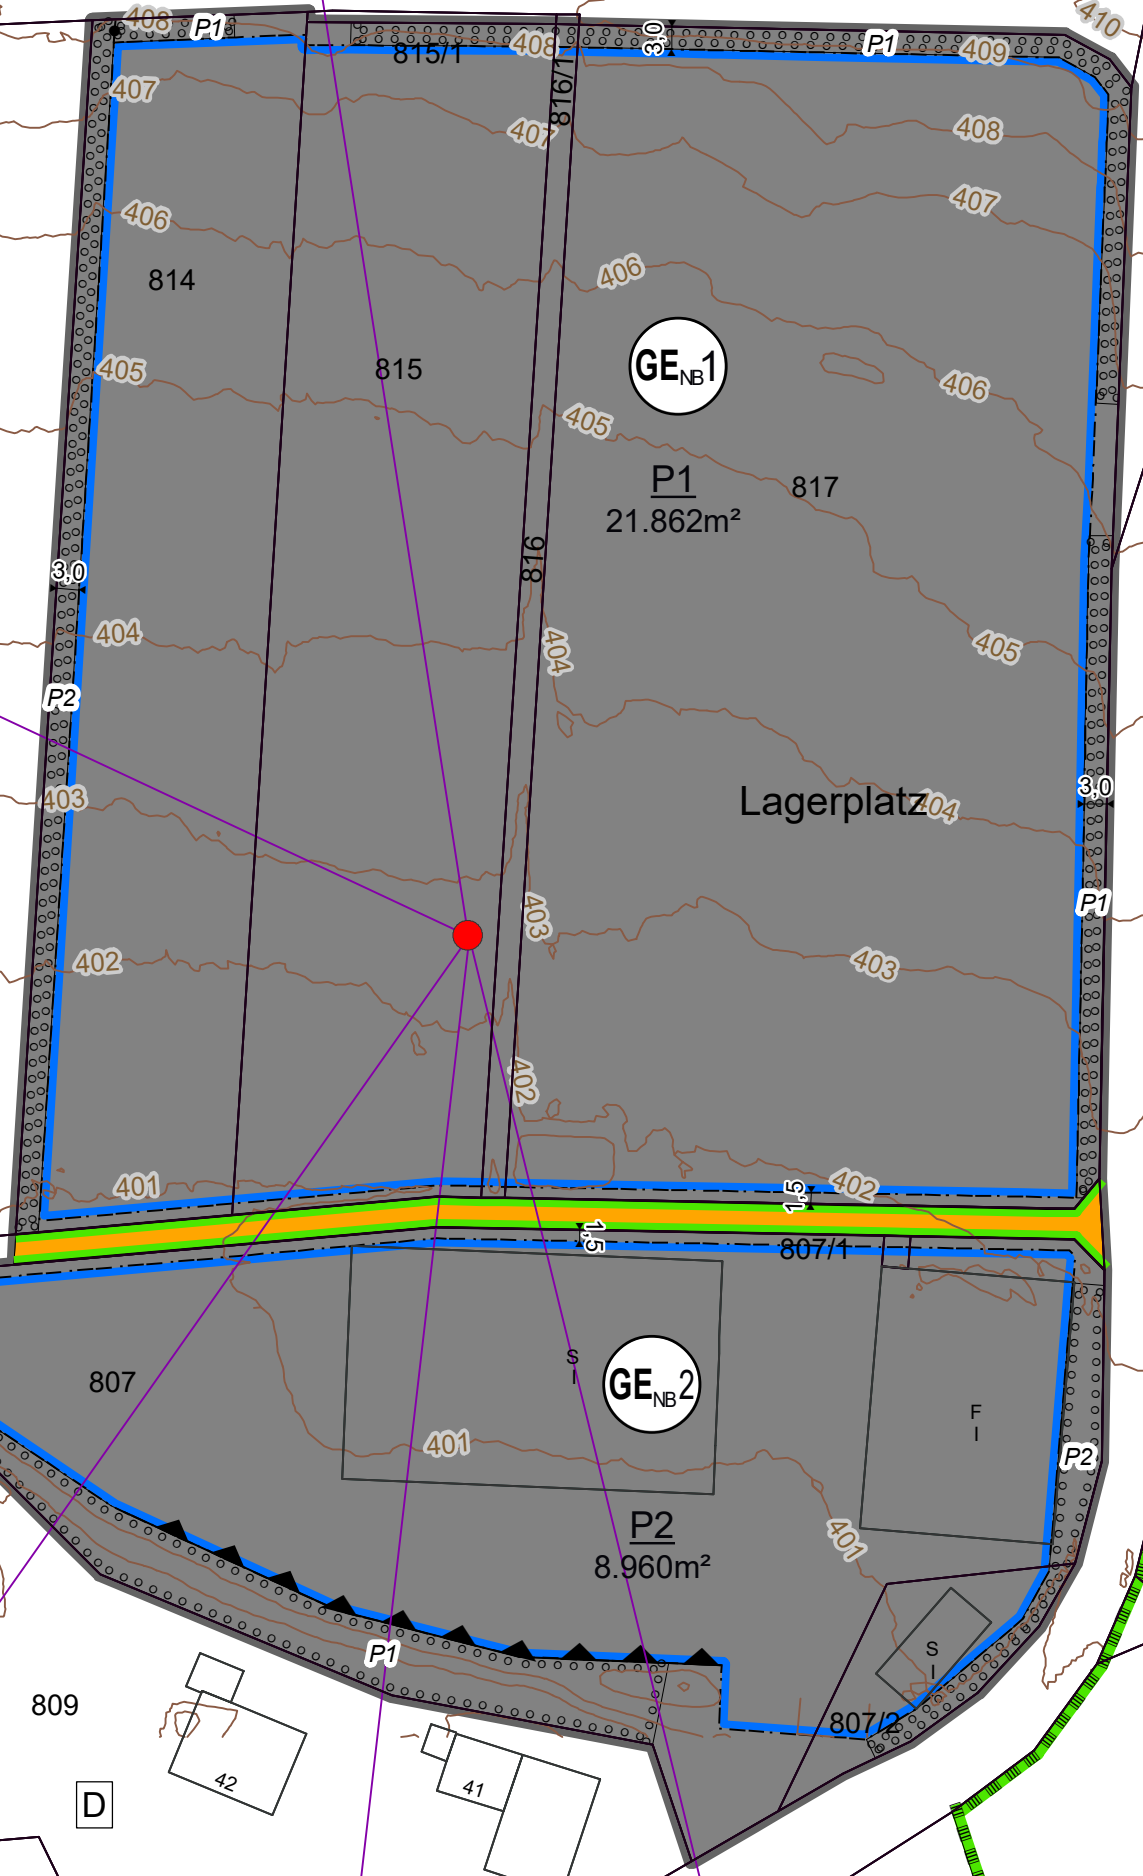 410
408
P1
3,0
P1
409
408
815/1
816/1
407
407
408
407
406
814
406
GE NB 1
405
815
406
405
P1
817
21.862m²
816
3,0
404
404
405
P2
403
Lagerplatz
404
3,0
P1
403
402
403
402
401
1,5
402
1,5
807/1
S
I
GE NB 2
807
F
I
401
P2
P2
401
8.960m²
P1
S
I
809
807/2
42
41
D